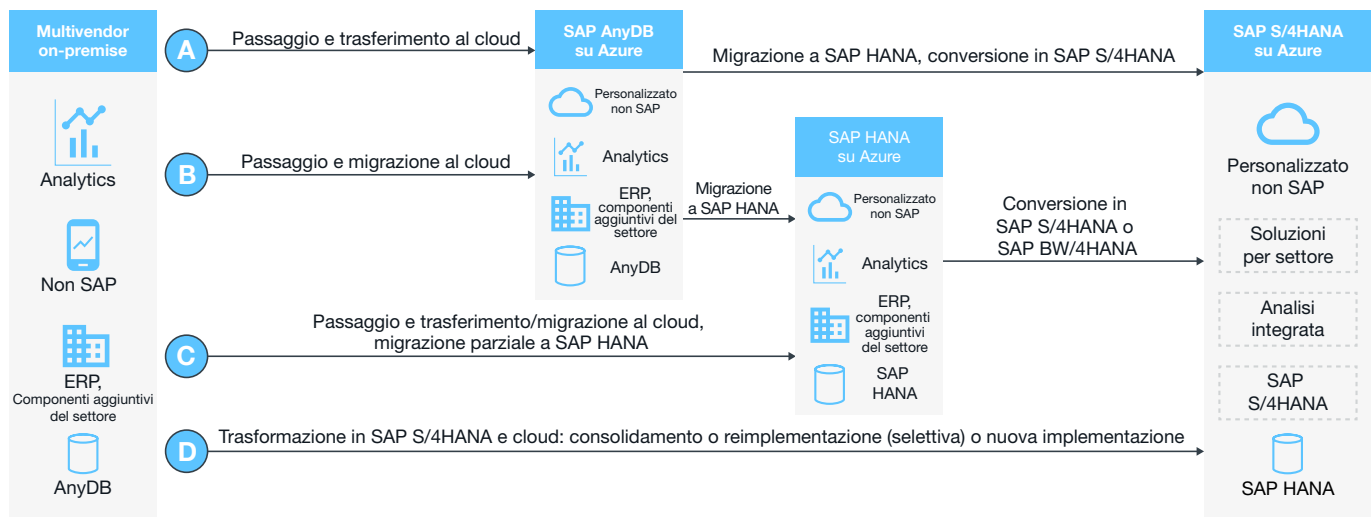 Multivendor
on-premise
Analytics
Non SAP
ERP,
Componenti aggiuntivi
del settore
AnyDB
A
Passaggio e trasferimento al cloud
B
Passaggio e migrazione al cloud
C
Passaggio e trasferimento/migrazione al cloud,
migrazione parziale a SAP HANA
D
Trasformazione in SAP S/4HANA e cloud: consolidamento o reimplementazione (selettiva) o nuova implementazione
SAP AnyDB
su Azure
Personalizzato
non SAP
Analytics
ERP,
componenti
aggiuntivi del
settore
AnyDB
Migrazione a SAP HANA, conversione in SAP S/4HANA
Migrazione
a SAP HANA
SAP HANA
su Azure
Personalizzato
non SAP
Analytics
ERP,
componenti
aggiuntivi
del settore
SAP
HANA
Conversione in
SAP S/4HANA o
SAP BW/4HANA
SAP S/4HANA
su Azure
Personalizzato
non SAP
Soluzioni
per settore
Analisi
integrata
SAP
S/4HANA
SAP HANA